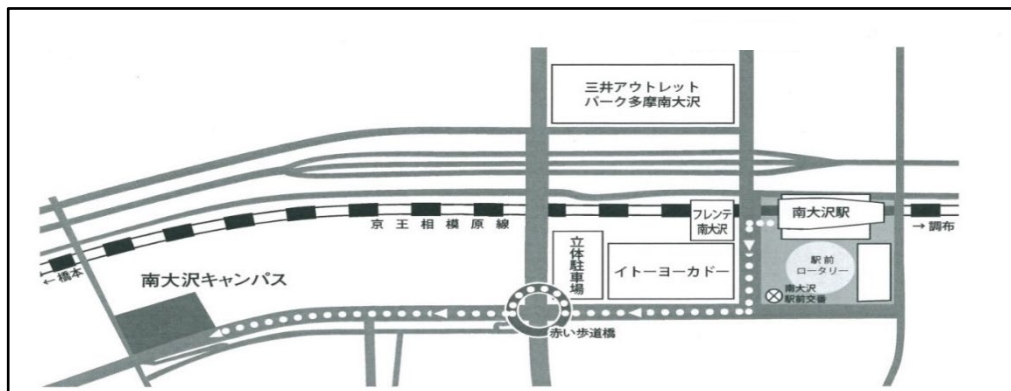 三井アウトレット
パーク多摩南大沢
フレンテ
南大沢
南大沢駅
→ 調布
京王相模原線
← 橋本
立体駐車場
イトーヨーカドー
駅前
ロータリー
南大沢キャンパス
南大沢
駅前交番
赤い歩道橋